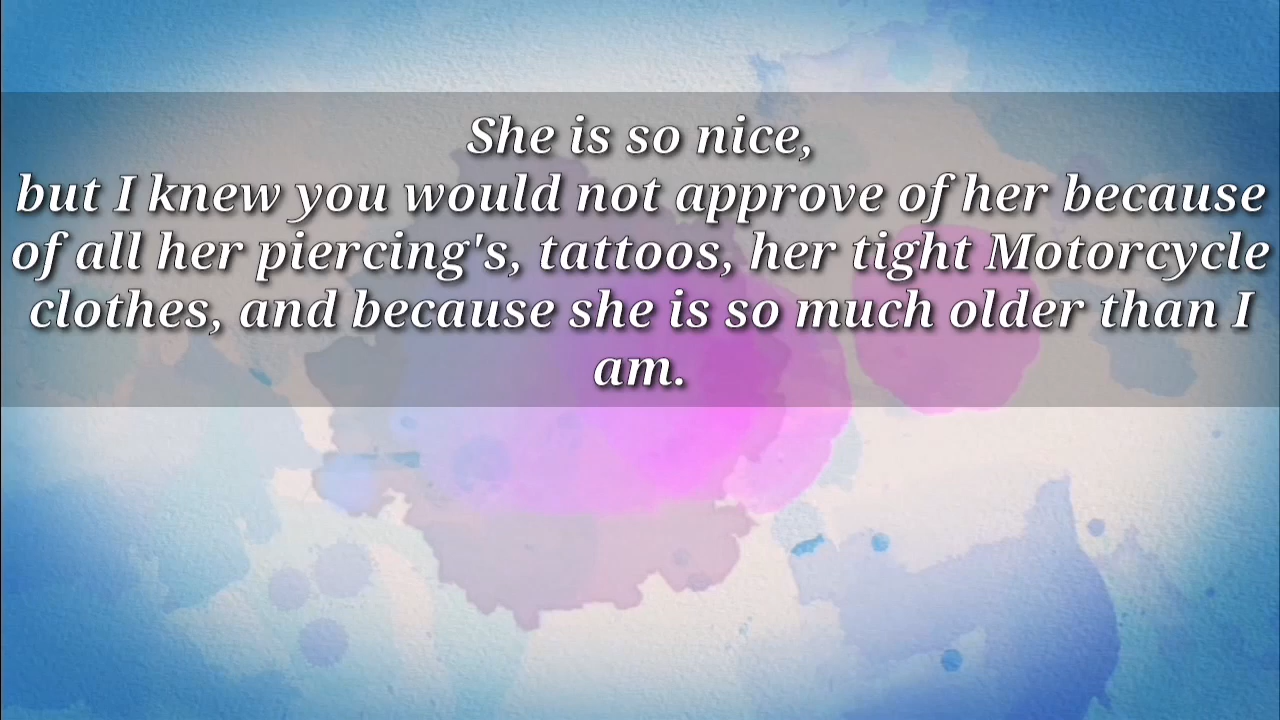 She is so nice,
but I knew you would not approve of her because
of all her piercing's, tattoos, her tight Motorcycle
clothes, and because she is so much older than I
am.